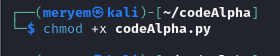 ┌──(meryem㉿kali)-[~/codeAlpha]
└─$ chmod +x codeAlpha.py